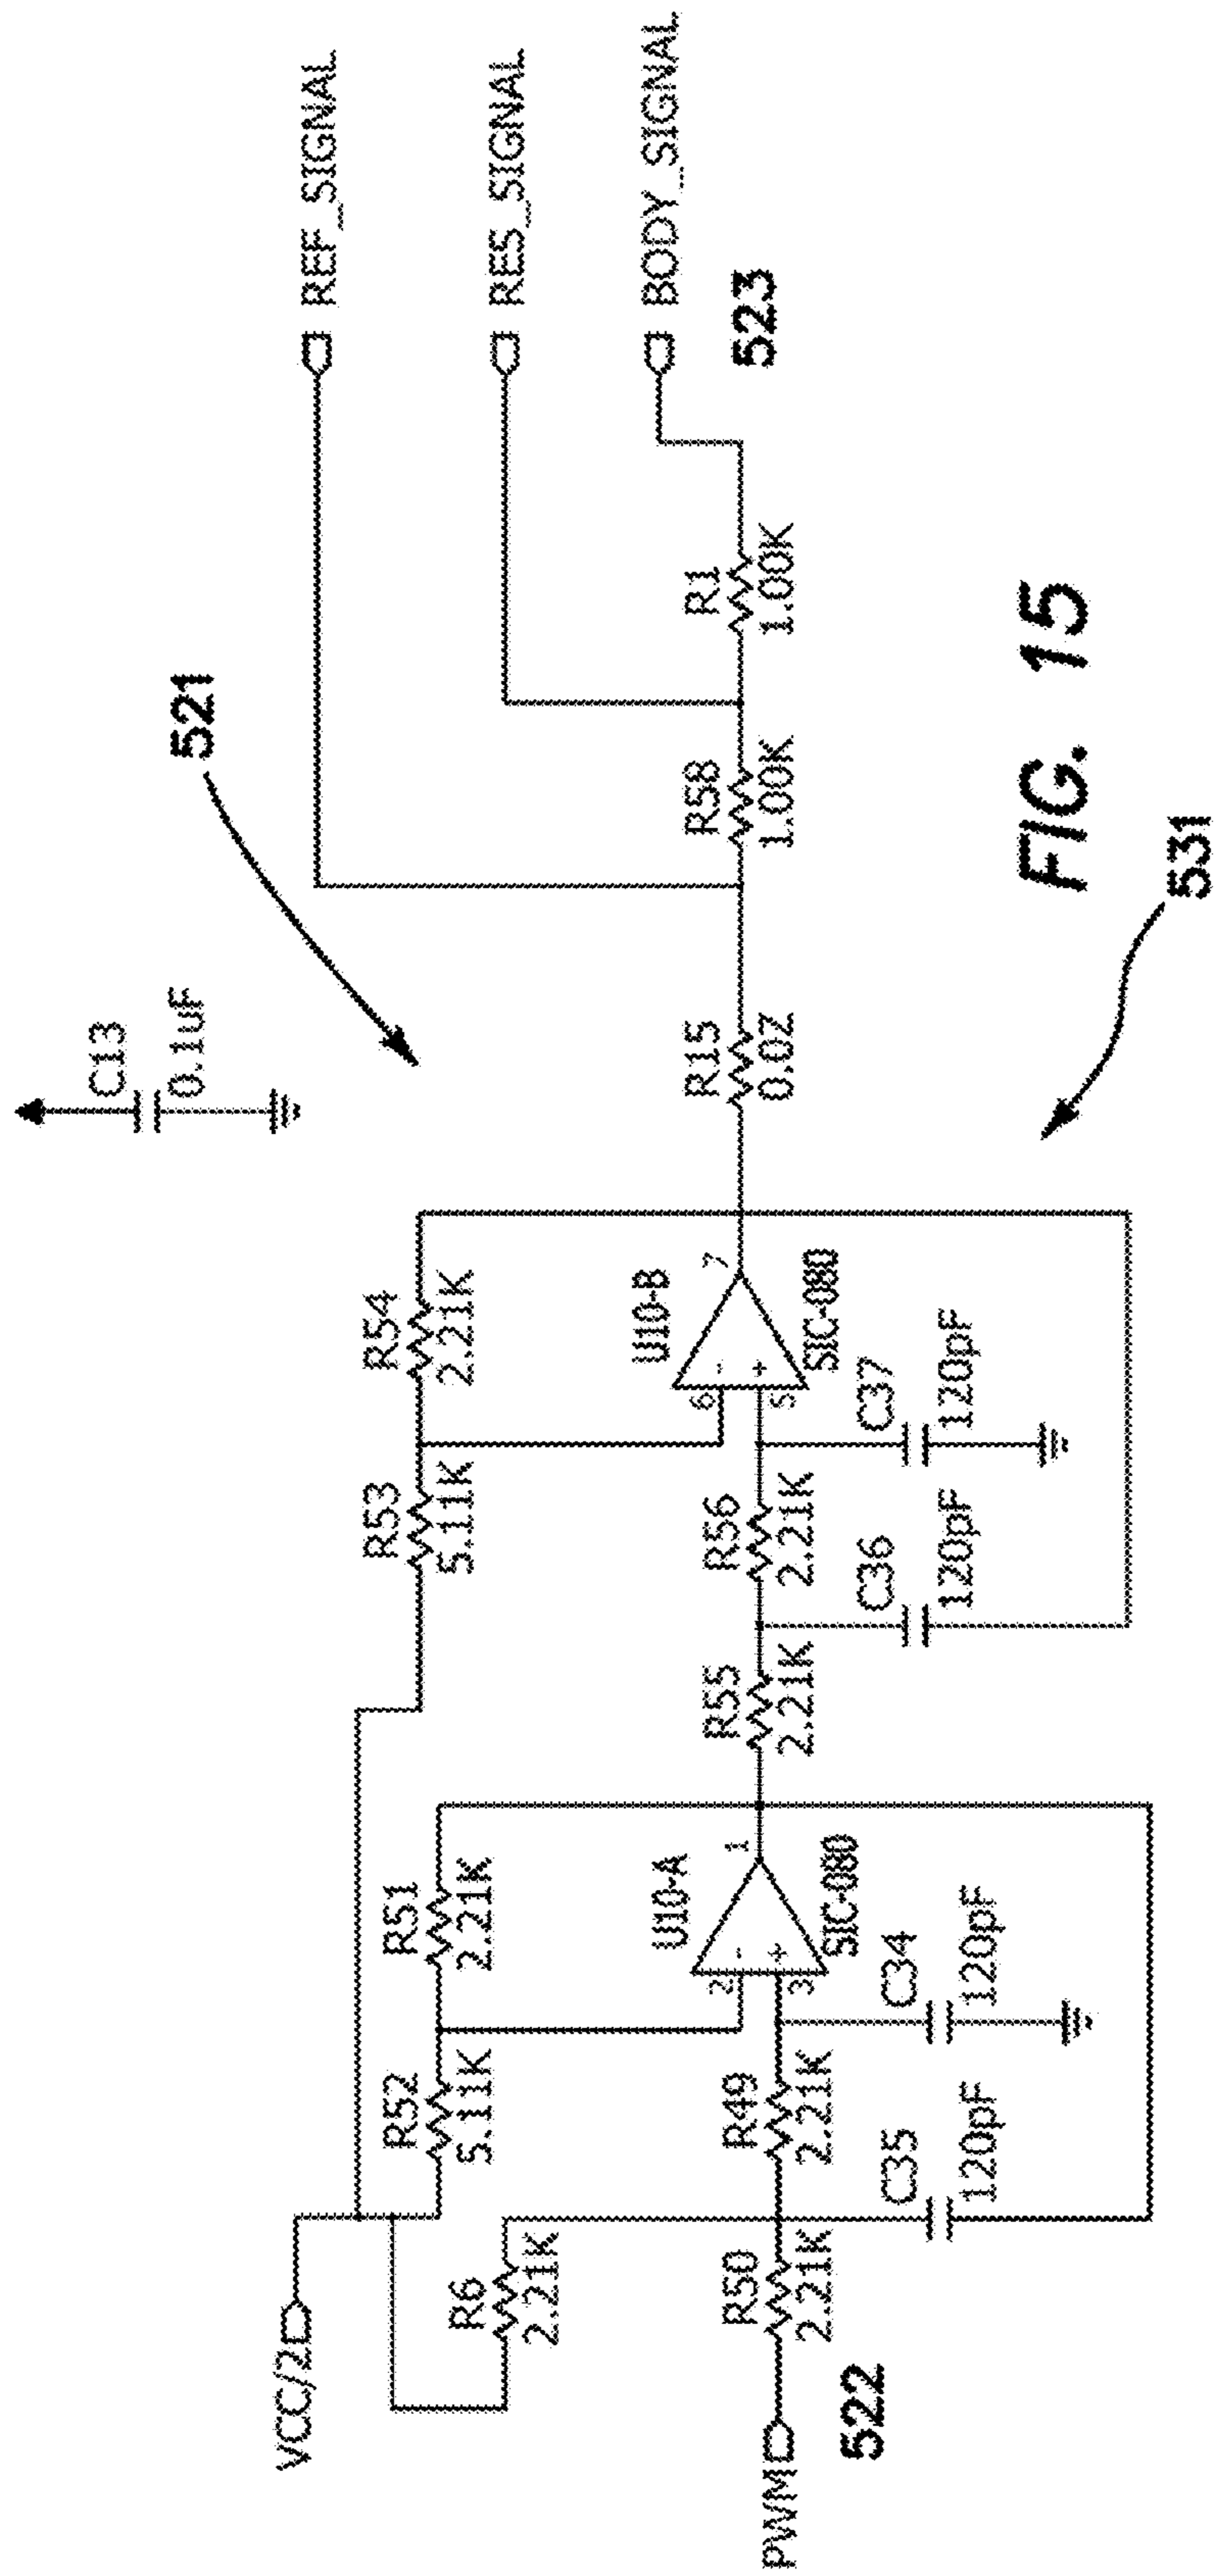 C13
0.1uF
521
REF_SIGNAL
RES_SIGNAL
BODY_SIGNAL
523
VCC/2
R53
5.11K
R54
2.21K
R52
5.11K
R51
2.21K
R6
2.21K
U10-B
6
-
5
+
7
SIC-080
R15
0.0Z
R58
1.00K
R1
1.00K
U10-A
2
-
3
+
1
SIC-080
R55
2.21K
R56
2.21K
PWM
R50
2.21K
R49
2.21K
522
C36
120pF
C37
120pF
C35
120pF
C34
120pF
FIG. 15
531